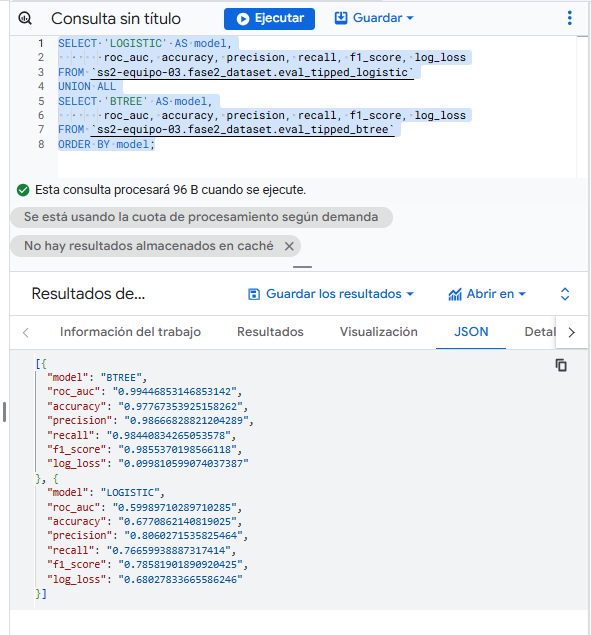 Consulta sin título
Ejecutar
Guardar
1 SELECT 'LOGISTIC' AS model,
2 roc_auc, accuracy, precision, recall, f1_score, log_loss
3 FROM `ss2-equipo-03.fase2_dataset.eval_tipped_logistic`
4 UNION ALL
5 SELECT 'BTREE' AS model,
6 roc_auc, accuracy, precision, recall, f1_score, log_loss
7 FROM `ss2-equipo-03.fase2_dataset.eval_tipped_btree`
8 ORDER BY model;
Esta consulta procesará 96 B cuando se ejecute.
Se está usando la cuota de procesamiento según demanda
No hay resultados almacenados en caché
Resultados de...
Guardar los resultados
Abrir en
Información del trabajo
Resultados
Visualización
JSON
Detal
[{
"model": "BTREE",
"roc_auc": "0.99446853146853142",
"accuracy": "0.97767353925158262",
"precision": "0.98666828821204289",
"recall": "0.98440834265053578",
"f1_score": "0.9855370198566118",
"log_loss": "0.099810599074037387"
}, {
"model": "LOGISTIC",
"roc_auc": "0.59989710289710285",
"accuracy": "0.6770862140819025",
"precision": "0.8060271535825464",
"recall": "0.76659938887317414",
"f1_score": "0.78581901890920425",
"log_loss": "0.68027833665586246"
}]